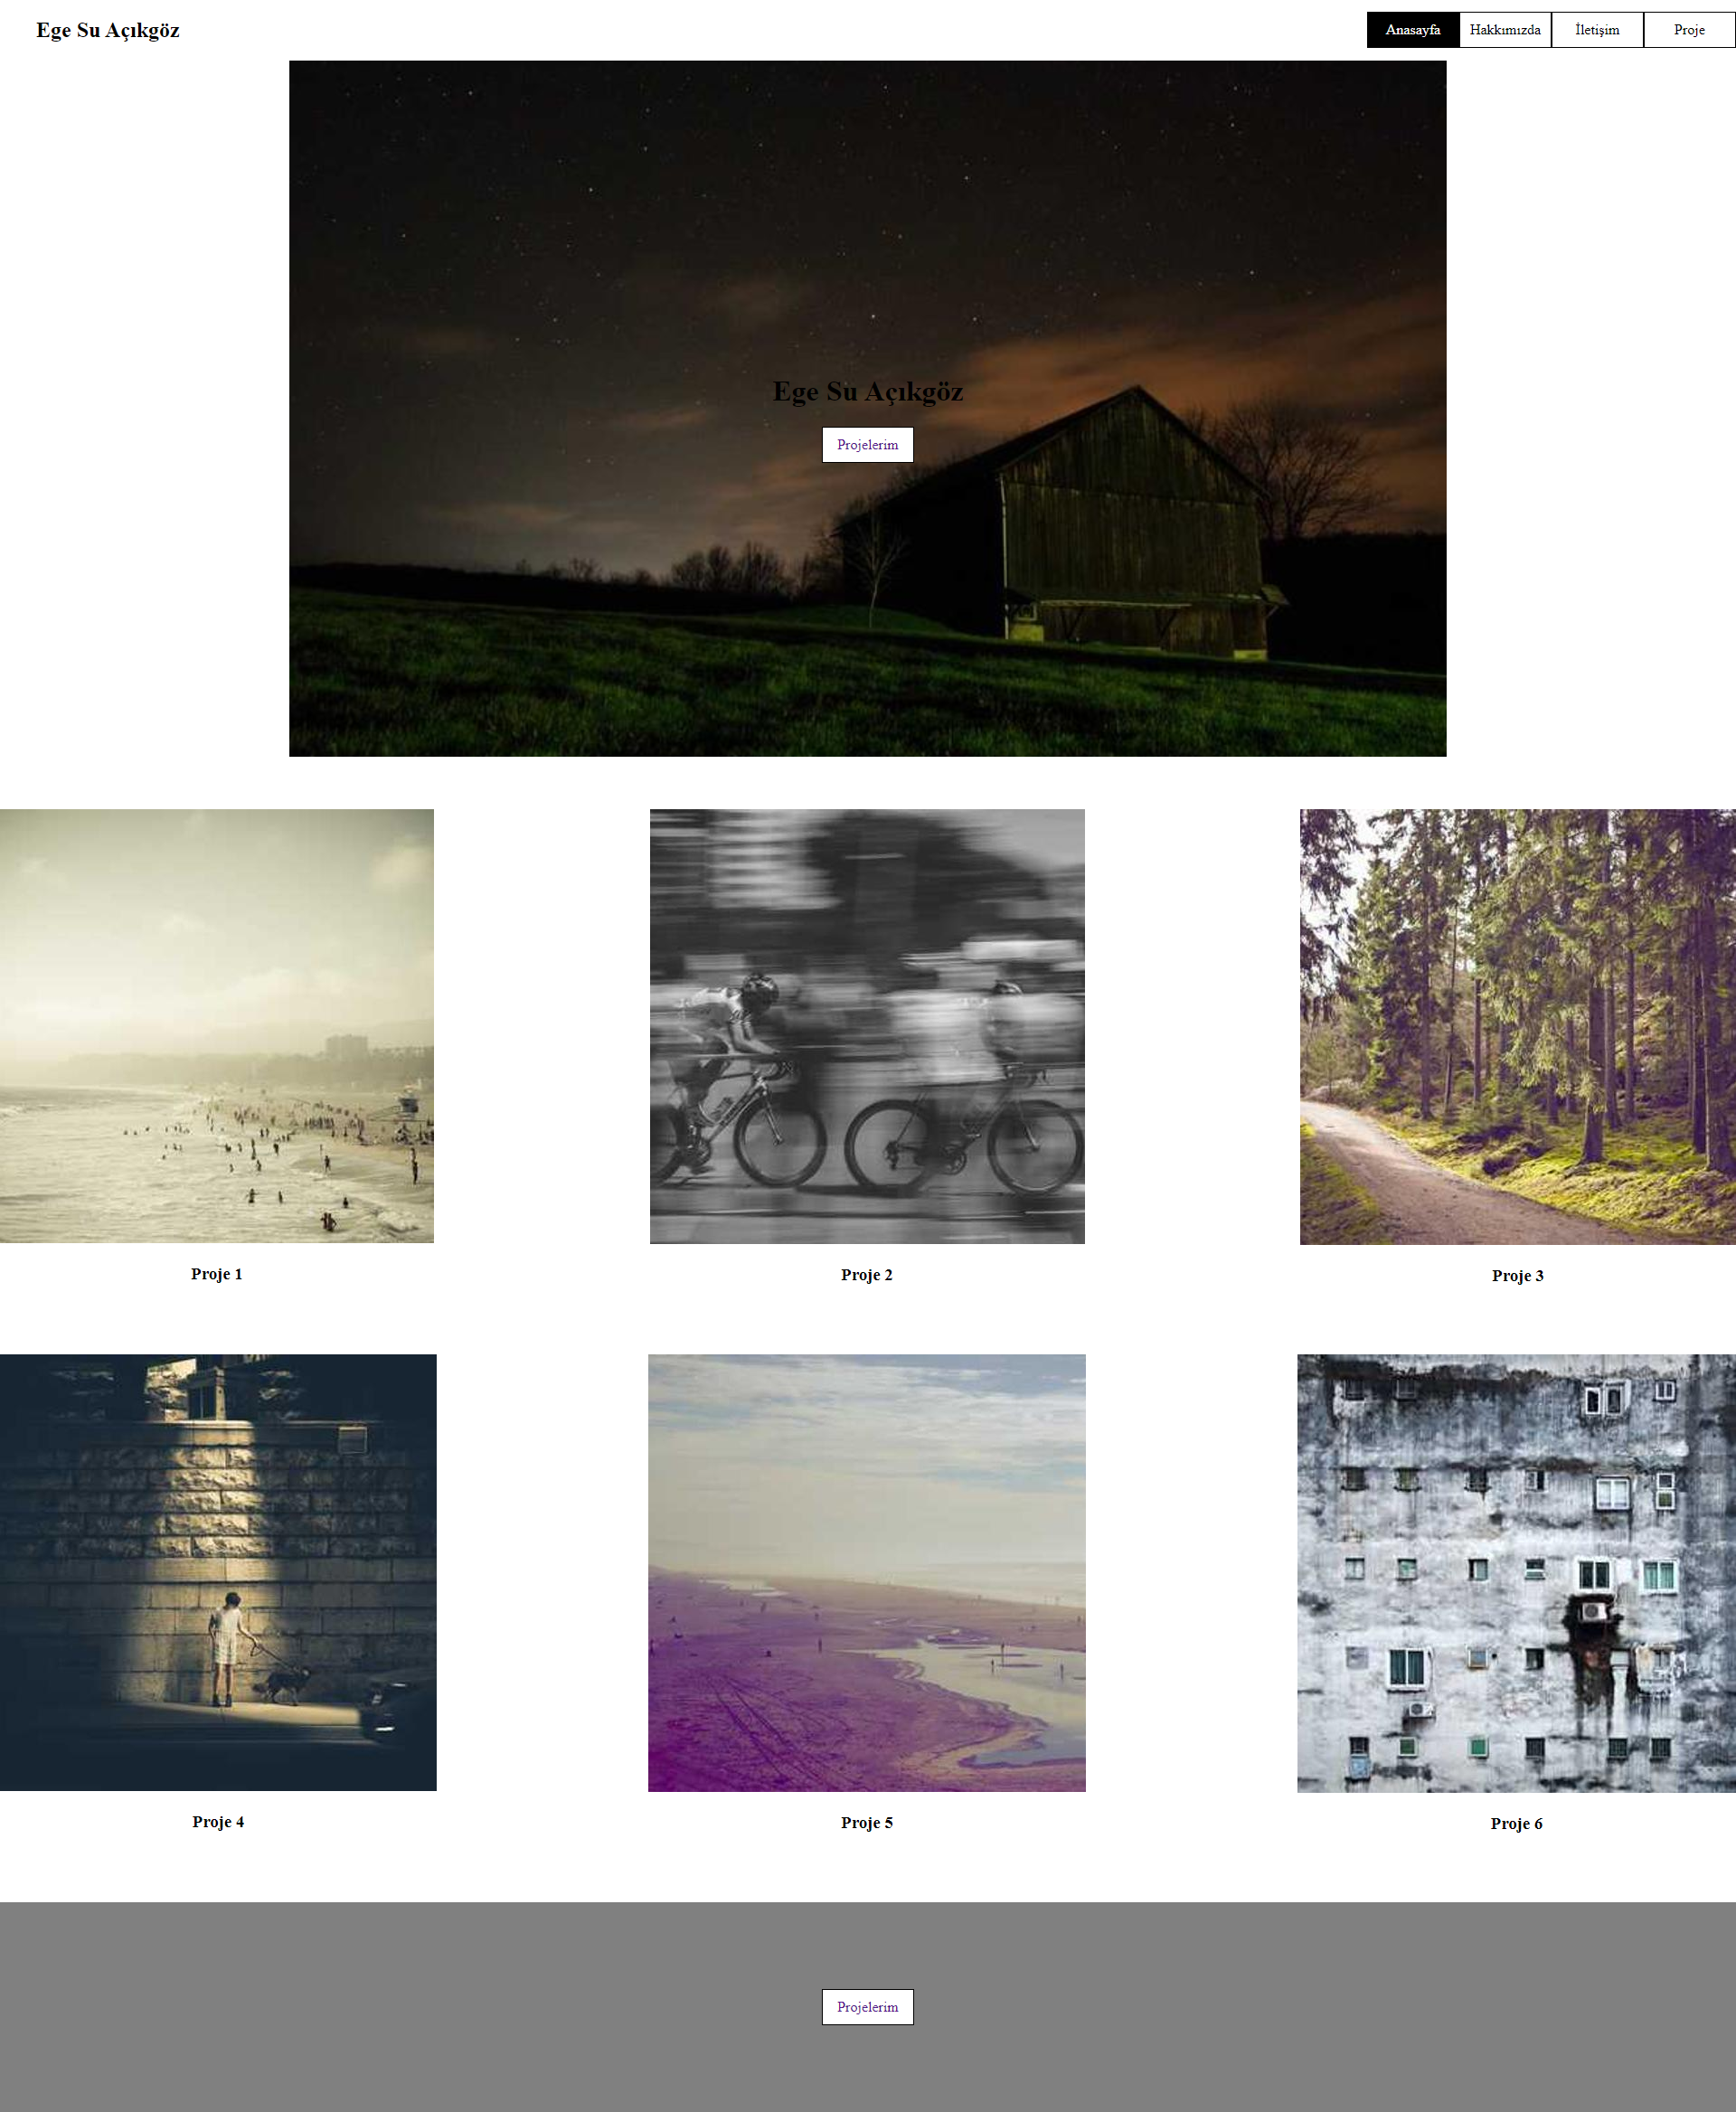 Ege Su Açıkgöz
Anasayfa
Hakkımızda
İletişim
Proje
Ege Su Açıkgöz
Projelerim
Proje 1
Proje 2
Proje 3
Proje 4
Proje 5
Proje 6
Projelerim